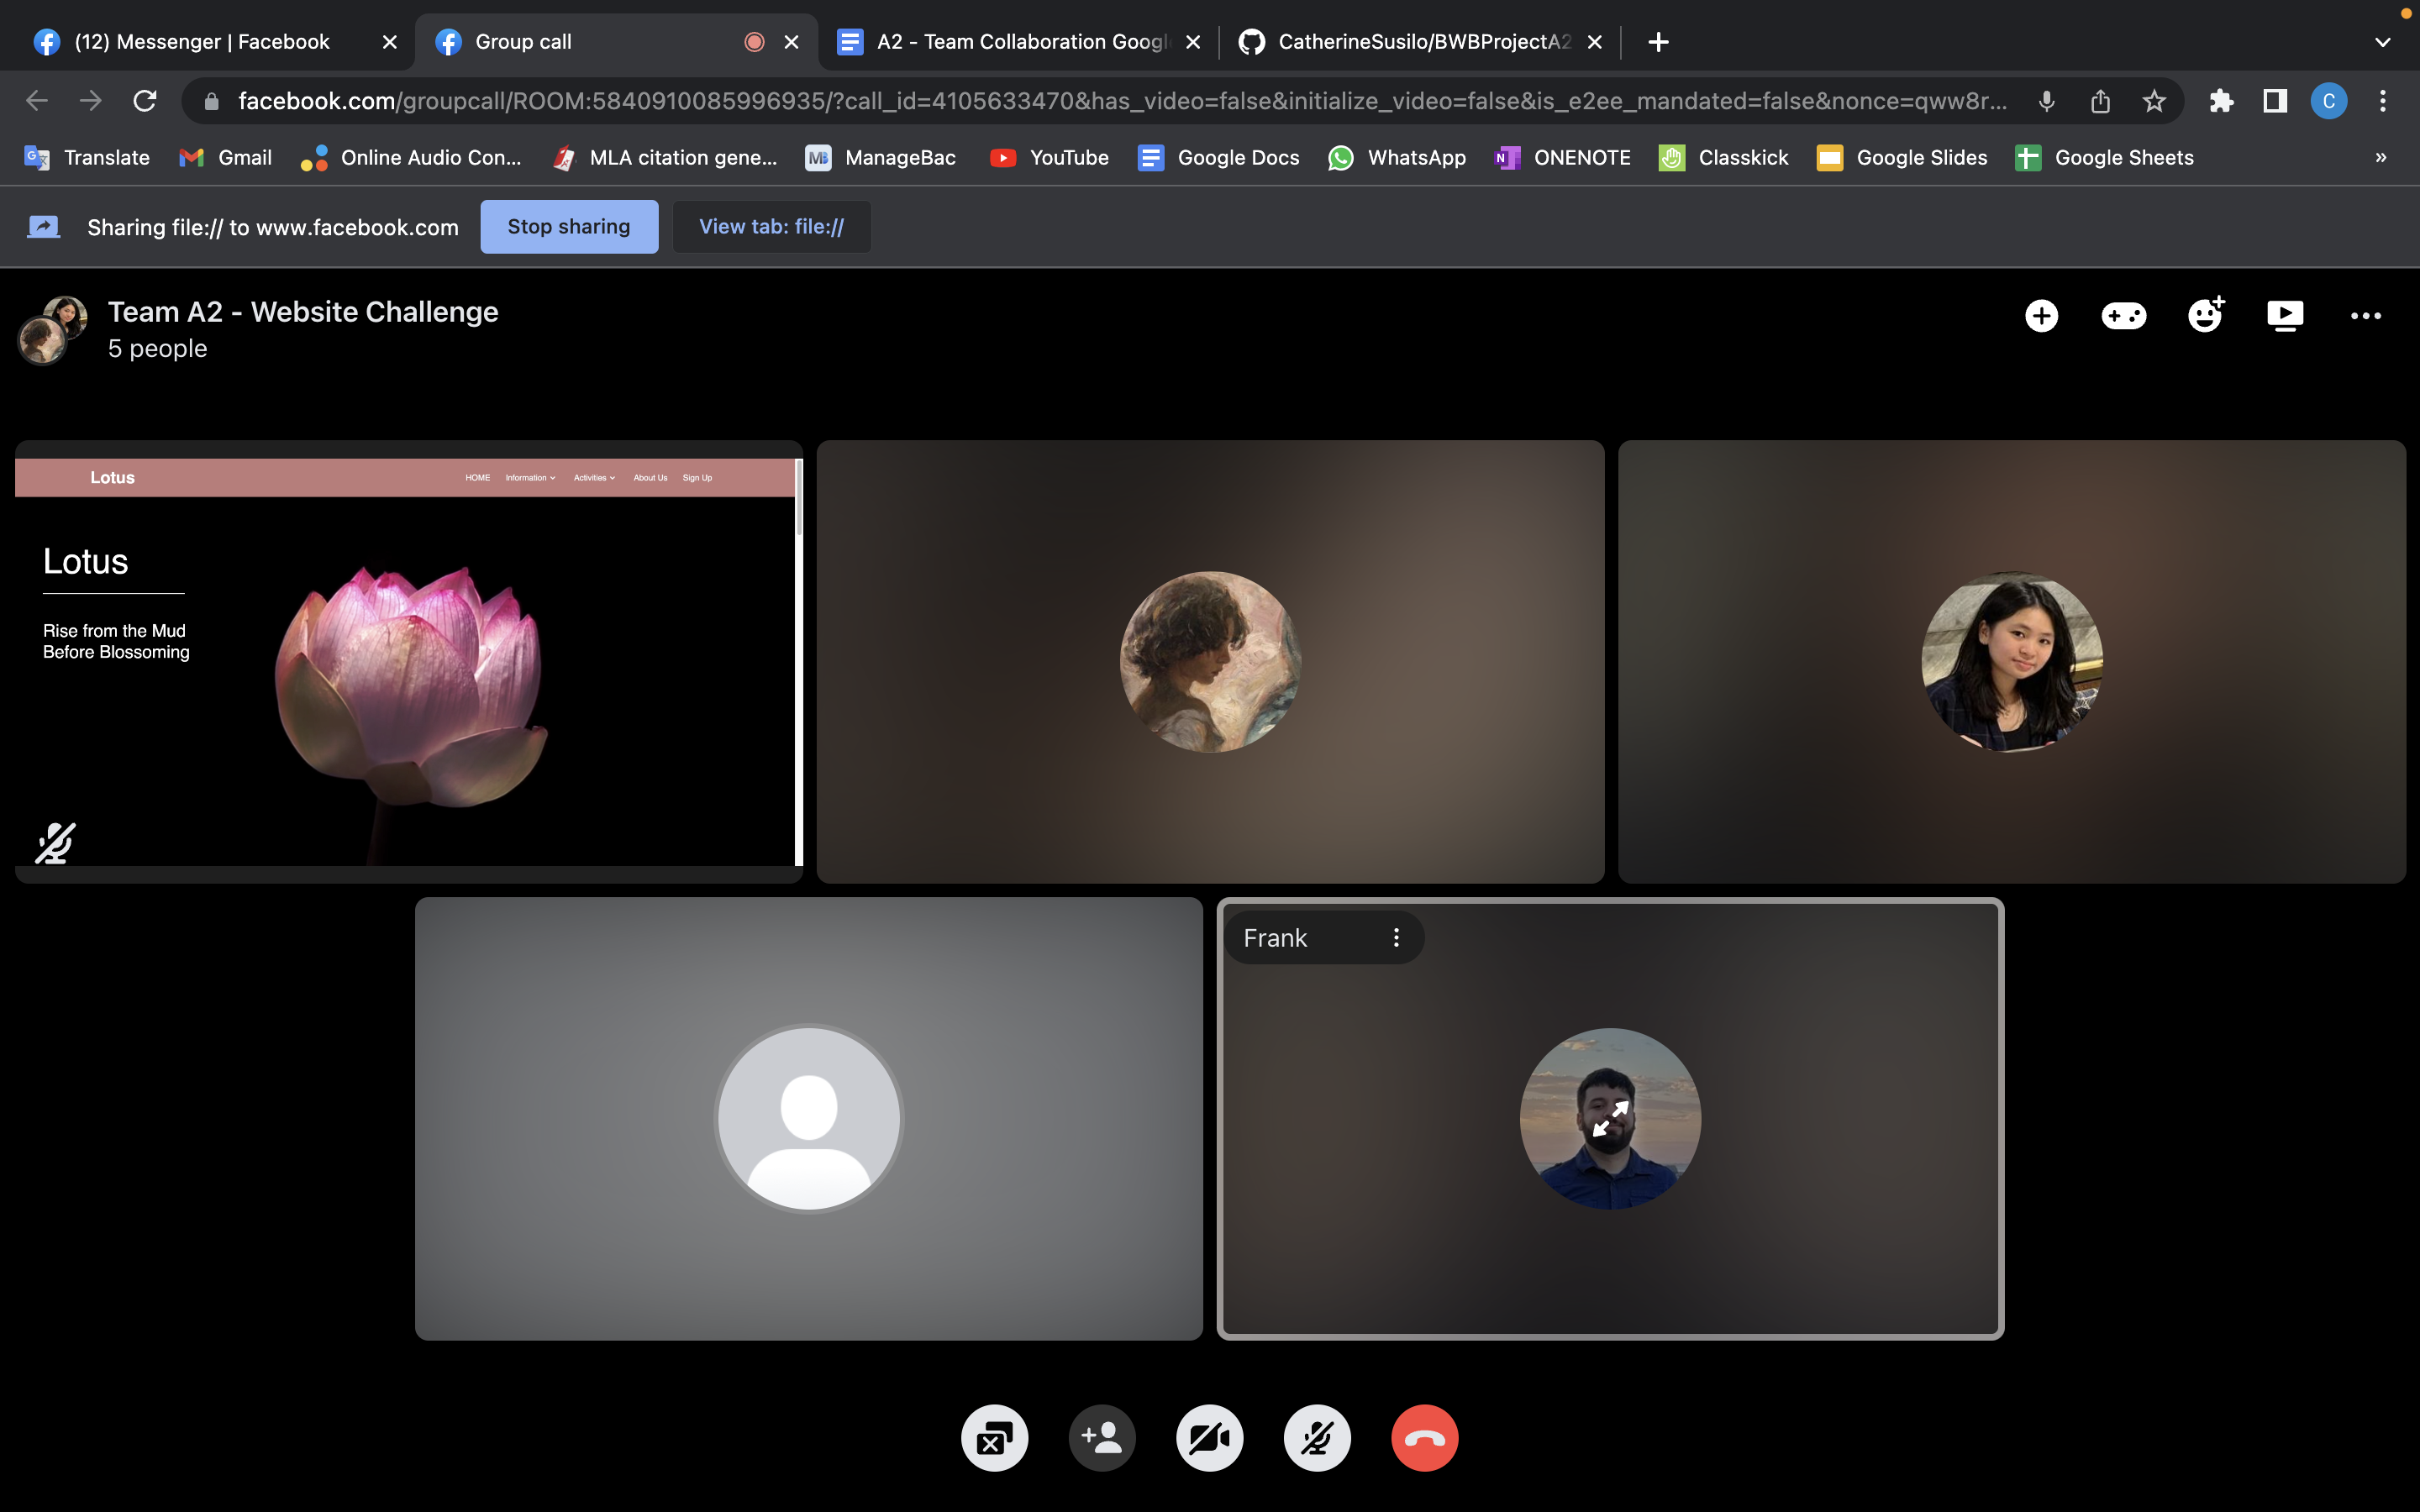 (12) Messenger | Facebook
Group call
A2 - Team Collaboration Googl
CatherineSusilo/BWBProjectA2
facebook.com/groupcall/ROOM:5840910085996935/?call_id=4105633470&has_video=false&initialize_video=false&is_e2ee_mandated=false&nonce=qww8r...
C
Translate
Gmail
Online Audio Con...
MLA citation gene...
ManageBac
YouTube
Google Docs
WhatsApp
ONENOTE
Classkick
Google Slides
Google Sheets
»
Sharing file:// to www.facebook.com
Stop sharing
View tab: file://
Team A2 - Website Challenge
5 people
Lotus
HOME
Information
Activities
About Us
Sign Up
Lotus
Rise from the Mud
Before Blossoming
Frank